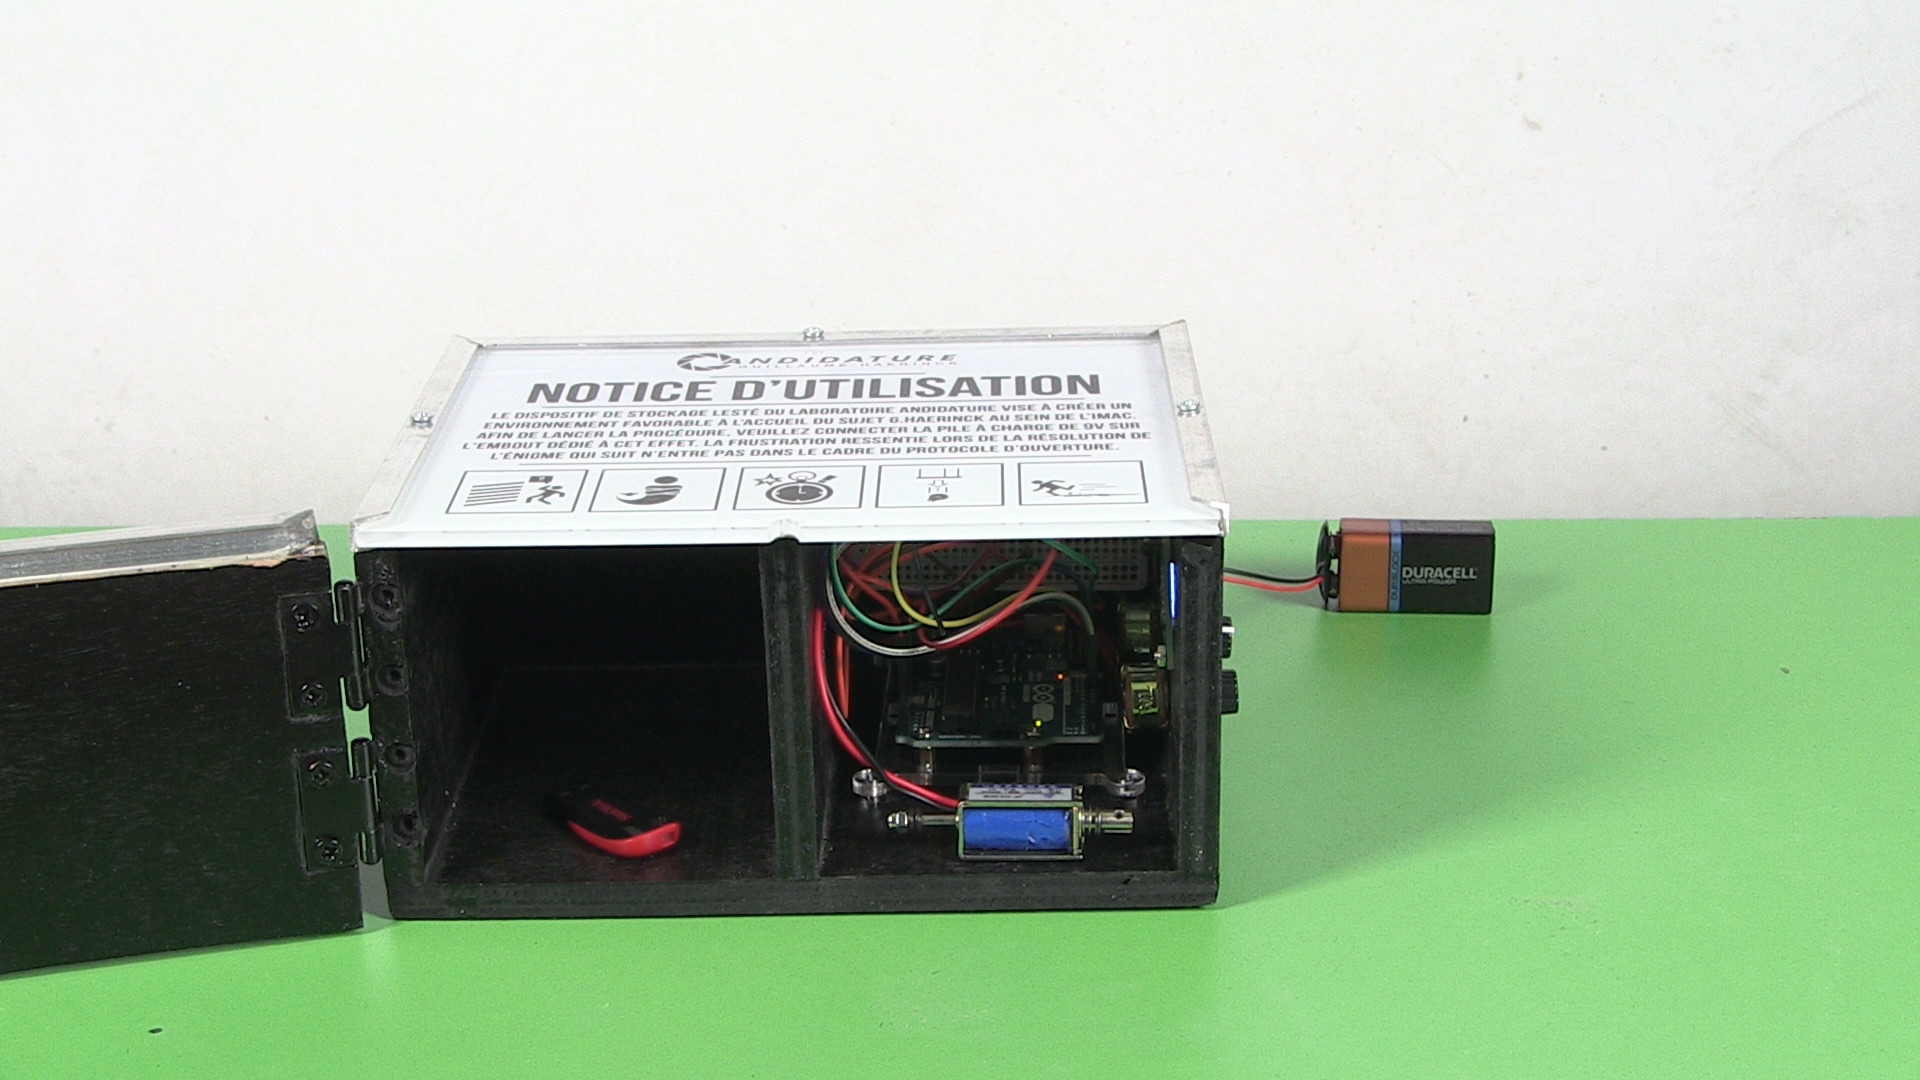 ANDIDATURE
GUILLAUME HAERINCK
NOTICE D'UTILISATION
LE DISPOSITIF DE STOCKAGE LESTÉ DU LABORATOIRE ANDIDATURE VISE À CRÉER UN
ENVIRONNEMENT FAVORABLE À L'ACCUEIL DU SUJET G.HAERINCK AU SEIN DE L'IMAC.
AFIN DE LANCER LA PROCÉDURE, VEUILLEZ CONNECTER LA PILE À CHARGE DE 9V SUR
L'EMBOUT DÉDIÉ À CET EFFET. LA FRUSTRATION RESSENTIE LORS DE LA RÉSOLUTION DE
L'ÉNIGME QUI SUIT N'ENTRE PAS DANS LE CADRE DU PROTOCOLE D'OUVERTURE.
DURALOCK
DURACELL
ULTRA POWER